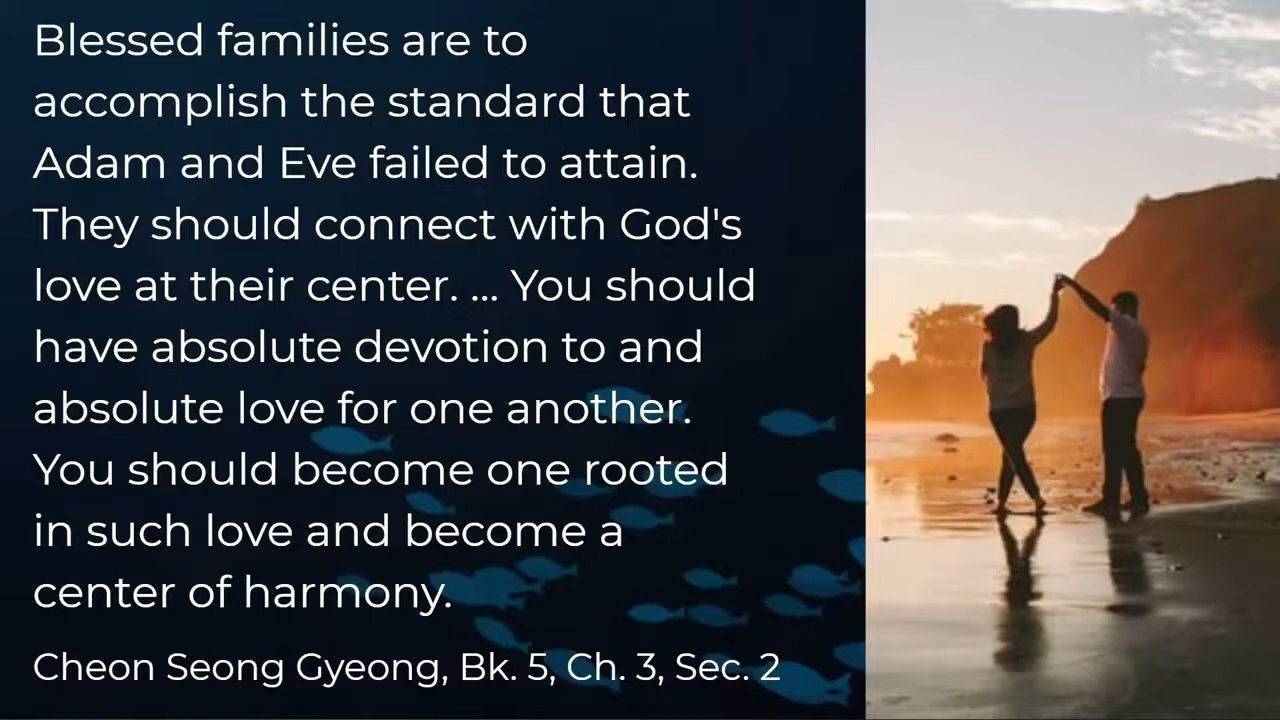 Blessed families are to
accomplish the standard that
Adam and Eve failed to attain.
They should connect with God's
love at their center. ... You should
have absolute devotion to and
absolute love for one another.
You should become one rooted
in such love and become a
center of harmony.
Cheon Seong Gyeong, Bk. 5, Ch. 3, Sec. 2